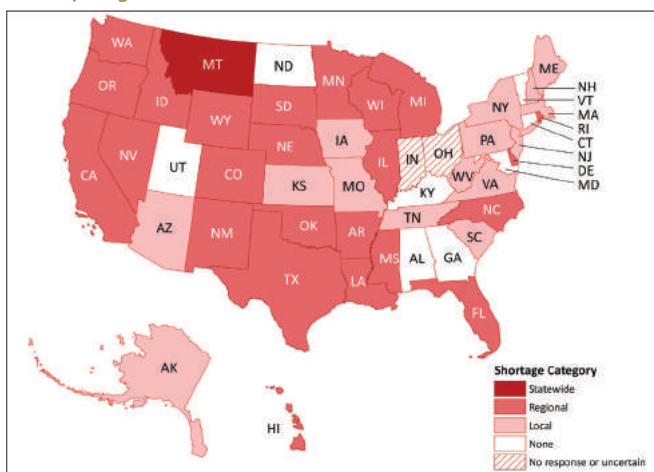 WA
MT
ND
MN
ME
OR
ID
SD
WI
MI
NY
NH
VT
MA
RI
CT
NJ
DE
MD
WY
IA
NE
PA
NV
UT
IL
IN
OH
CA
CO
KS
MO
KY
WV
VA
AZ
NM
OK
AR
TN
NC
SC
TX
LA
MS
AL
GA
FL
AK
HI
Shortage Category
Statewide
Regional
Local
None
No response or uncertain